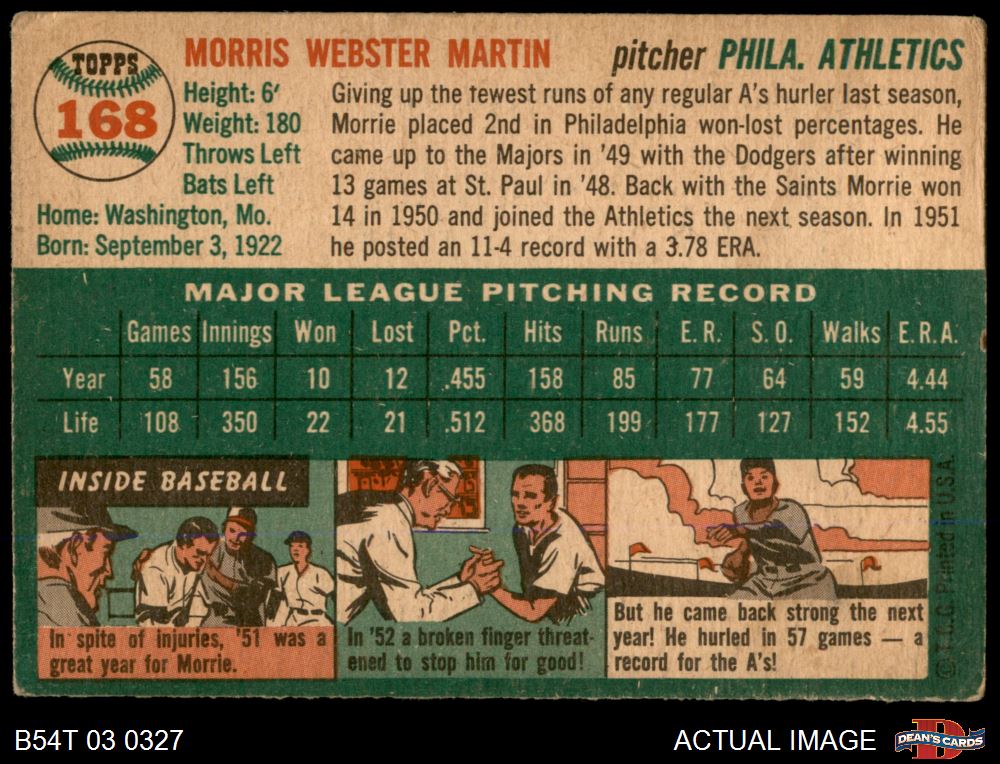 TOPPS
168
MORRIS WEBSTER MARTIN
pitcher PHILA. ATHLETICS
Height: 6'
Weight: 180
Throws Left
Bats Left
Home: Washington, Mo.
Born: September 3, 1922
Giving up the fewest runs of any regular A's hurler last season,
Morrie placed 2nd in Philadelphia won-lost percentages. He
came up to the Majors in '49 with the Dodgers after winning
13 games at St. Paul in '48. Back with the Saints Morrie won
14 in 1950 and joined the Athletics the next season. In 1951
he posted an 11-4 record with a 3.78 ERA.
MAJOR LEAGUE PITCHING RECORD
Games Innings Won Lost Pct. Hits Runs E.R. S.O. Walks E.R.A.
Year 58 156 10 12 .455 158 85 77 64 59 4.44
Life 108 350 22 21 .512 368 199 177 127 152 4.55
INSIDE BASEBALL
In spite of injuries, '51 was a
great year for Morrie.
In '52 a broken finger threat-
ened to stop him for good!
But he came back strong the next
year! He hurled in 57 games — a
record for the A's!
© T.C.C. Printed in U.S.A.
B54T 03 0327
ACTUAL IMAGE
DEAN'S CARDS